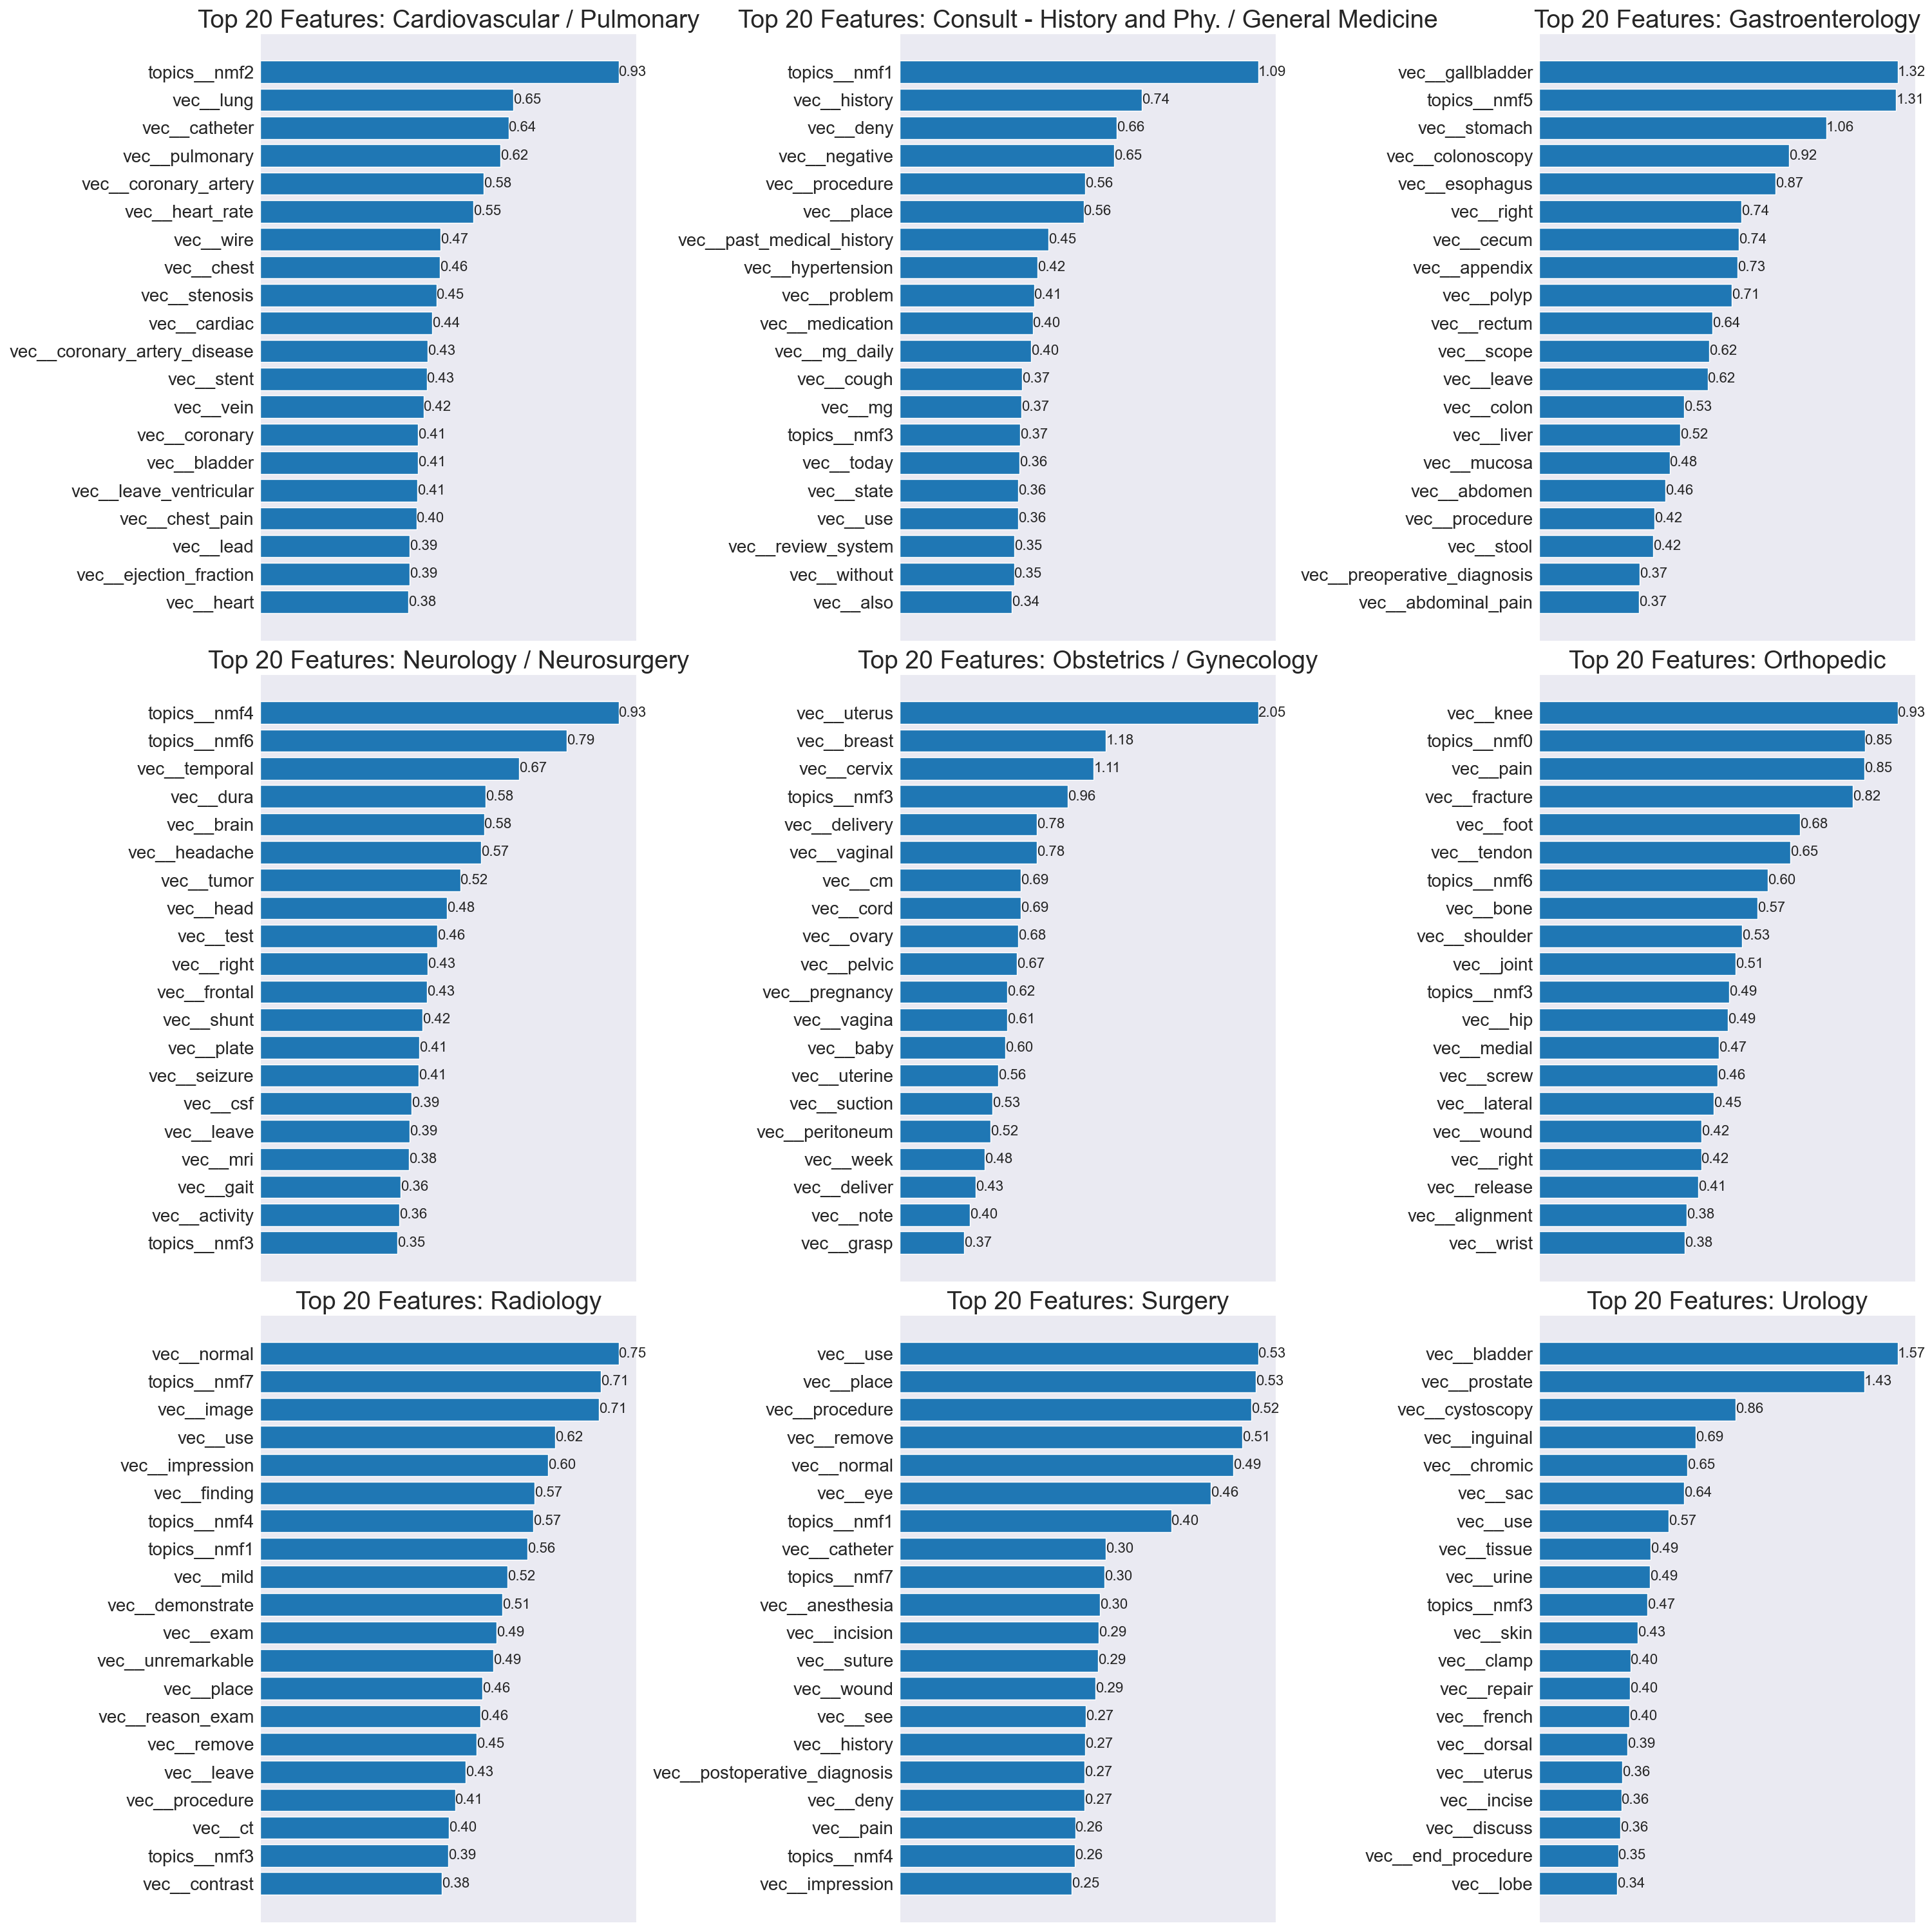 Top 20 Features: Cardiovascular / Pulmonary
topics__nmf2 0.93
vec__lung 0.65
vec__catheter 0.64
vec__pulmonary 0.62
vec__coronary_artery 0.58
vec__heart_rate 0.55
vec__wire 0.47
vec__chest 0.46
vec__stenosis 0.45
vec__cardiac 0.44
vec__coronary_artery_disease 0.43
vec__stent 0.43
vec__vein 0.42
vec__coronary 0.41
vec__bladder 0.41
vec__leave_ventricular 0.41
vec__chest_pain 0.40
vec__lead 0.39
vec__ejection_fraction 0.39
vec__heart 0.38
Top 20 Features: Consult - History and Phy. / General Medicine
topics__nmf1 1.09
vec__history 0.74
vec__deny 0.66
vec__negative 0.65
vec__procedure 0.56
vec__place 0.56
vec__past_medical_history 0.45
vec__hypertension 0.42
vec__problem 0.41
vec__medication 0.40
vec__mg_daily 0.40
vec__cough 0.37
vec__mg 0.37
topics__nmf3 0.37
vec__today 0.36
vec__state 0.36
vec__use 0.36
vec__review_system 0.35
vec__without 0.35
vec__also 0.34
Top 20 Features: Gastroenterology
vec__gallbladder 1.32
topics__nmf5 1.31
vec__stomach 1.06
vec__colonoscopy 0.92
vec__esophagus 0.87
vec__right 0.74
vec__cecum 0.74
vec__appendix 0.73
vec__polyp 0.71
vec__rectum 0.64
vec__scope 0.62
vec__leave 0.62
vec__colon 0.53
vec__liver 0.52
vec__mucosa 0.48
vec__abdomen 0.46
vec__procedure 0.42
vec__stool 0.42
vec__preoperative_diagnosis 0.37
vec__abdominal_pain 0.37
Top 20 Features: Neurology / Neurosurgery
topics__nmf4 0.93
topics__nmf6 0.79
vec__temporal 0.67
vec__dura 0.58
vec__brain 0.58
vec__headache 0.57
vec__tumor 0.52
vec__head 0.48
vec__test 0.46
vec__right 0.43
vec__frontal 0.43
vec__shunt 0.42
vec__plate 0.41
vec__seizure 0.41
vec__csf 0.39
vec__leave 0.39
vec__mri 0.38
vec__gait 0.36
vec__activity 0.36
topics__nmf3 0.35
Top 20 Features: Obstetrics / Gynecology
vec__uterus 2.05
vec__breast 1.18
vec__cervix 1.11
topics__nmf3 0.96
vec__delivery 0.78
vec__vaginal 0.78
vec__cm 0.69
vec__cord 0.69
vec__ovary 0.68
vec__pelvic 0.67
vec__pregnancy 0.62
vec__vagina 0.61
vec__baby 0.60
vec__uterine 0.56
vec__suction 0.53
vec__peritoneum 0.52
vec__week 0.48
vec__deliver 0.43
vec__note 0.40
vec__grasp 0.37
Top 20 Features: Orthopedic
vec__knee 0.93
topics__nmf0 0.85
vec__pain 0.85
vec__fracture 0.82
vec__foot 0.68
vec__tendon 0.65
topics__nmf6 0.60
vec__bone 0.57
vec__shoulder 0.53
vec__joint 0.51
topics__nmf3 0.49
vec__hip 0.49
vec__medial 0.47
vec__screw 0.46
vec__lateral 0.45
vec__wound 0.42
vec__right 0.42
vec__release 0.41
vec__alignment 0.38
vec__wrist 0.38
Top 20 Features: Radiology
vec__normal 0.75
topics__nmf7 0.71
vec__image 0.71
vec__use 0.62
vec__impression 0.60
vec__finding 0.57
topics__nmf4 0.57
topics__nmf1 0.56
vec__mild 0.52
vec__demonstrate 0.51
vec__exam 0.49
vec__unremarkable 0.49
vec__place 0.46
vec__reason_exam 0.46
vec__remove 0.45
vec__leave 0.43
vec__procedure 0.41
vec__ct 0.40
topics__nmf3 0.39
vec__contrast 0.38
Top 20 Features: Surgery
vec__use 0.53
vec__place 0.53
vec__procedure 0.52
vec__remove 0.51
vec__normal 0.49
vec__eye 0.46
topics__nmf1 0.40
vec__catheter 0.30
topics__nmf7 0.30
vec__anesthesia 0.30
vec__incision 0.29
vec__suture 0.29
vec__wound 0.29
vec__see 0.27
vec__history 0.27
vec__postoperative_diagnosis 0.27
vec__deny 0.27
vec__pain 0.26
topics__nmf4 0.26
vec__impression 0.25
Top 20 Features: Urology
vec__bladder 1.57
vec__prostate 1.43
vec__cystoscopy 0.86
vec__inguinal 0.69
vec__chromic 0.65
vec__sac 0.64
vec__use 0.57
vec__tissue 0.49
vec__urine 0.49
topics__nmf3 0.47
vec__skin 0.43
vec__clamp 0.40
vec__repair 0.40
vec__french 0.40
vec__dorsal 0.39
vec__uterus 0.36
vec__incise 0.36
vec__discuss 0.36
vec__end_procedure 0.35
vec__lobe 0.34